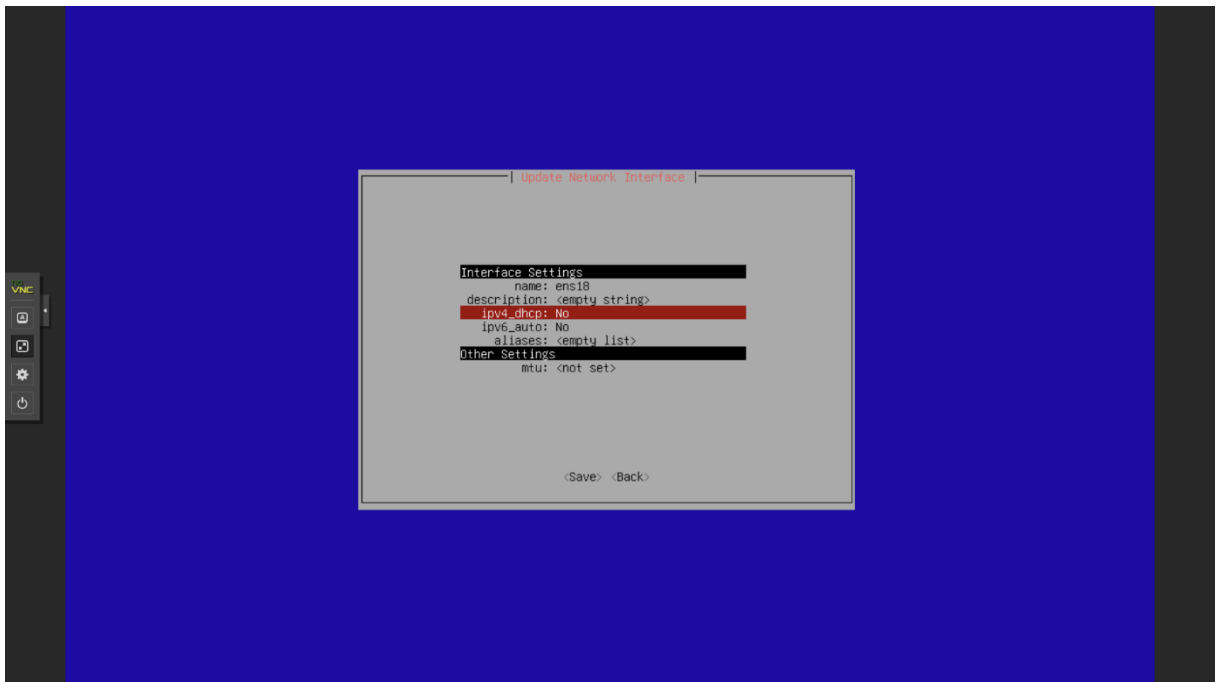 Update Network Interface
Interface Settings
name: ens18
description: <empty string>
ipv4_dhcp: No
ipv6_auto: No
aliases: <empty list>
Other Settings
mtu: <not set>
VNC
A
<Save> <Back>